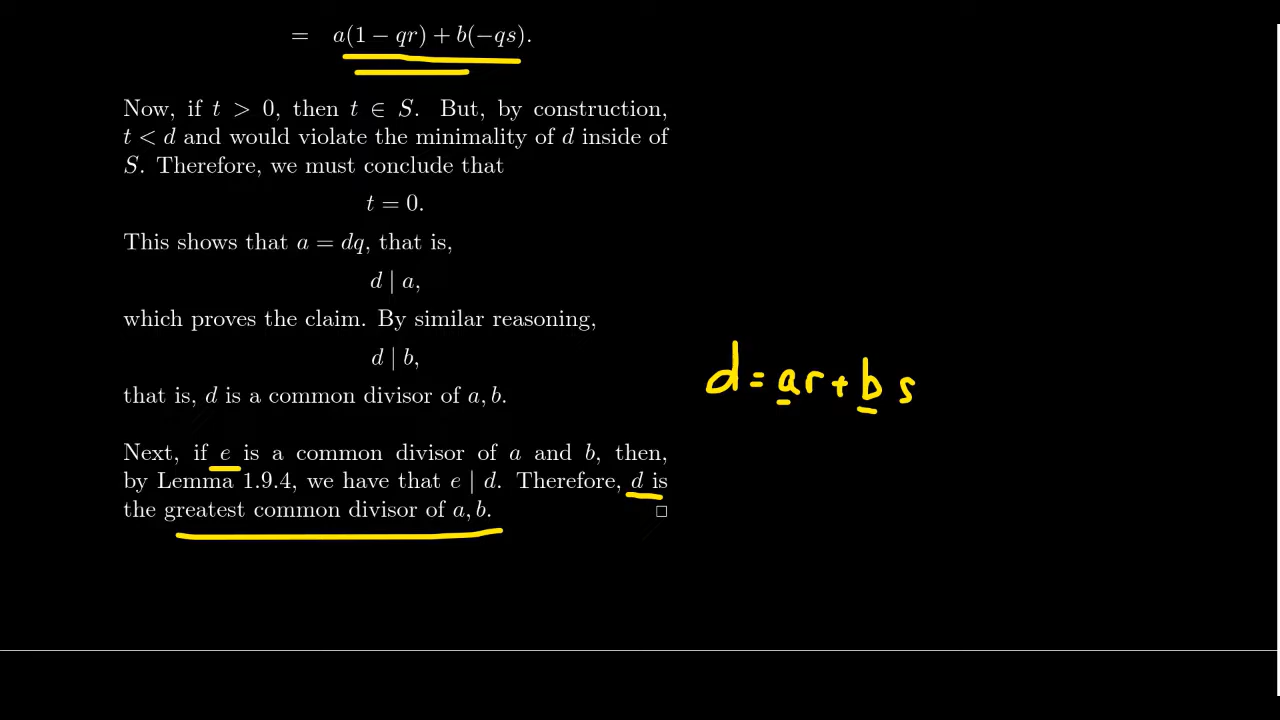 = a(1 − qr) + b(−qs).
Now, if t > 0, then t ∈ S. But, by construction,
t < d and would violate the minimality of d inside of
S. Therefore, we must conclude that
t = 0.
This shows that a = dq, that is,
d | a,
which proves the claim. By similar reasoning,
d | b,
that is, d is a common divisor of a, b.
d = ar + bs
Next, if e is a common divisor of a and b, then,
by Lemma 1.9.4, we have that e | d. Therefore, d is
the greatest common divisor of a, b. □